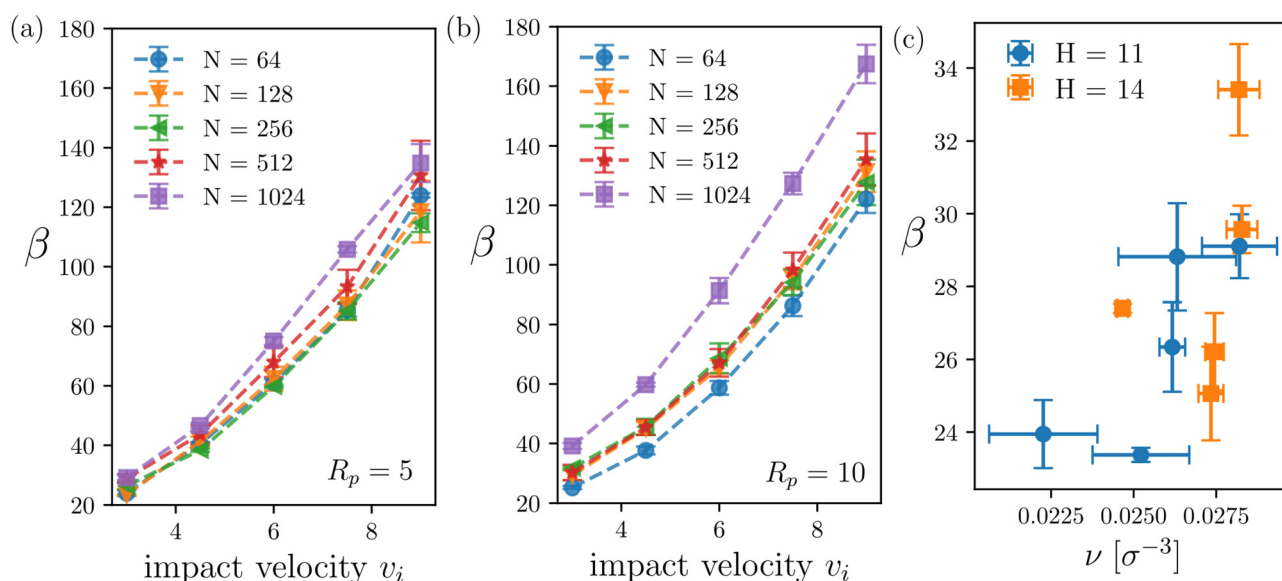 (a)
180
160
140
120
100
80
60
40
20
β
N = 64
N = 128
N = 256
N = 512
N = 1024
R_p = 5
4 6 8
impact velocity v_i
(b)
180
160
140
120
100
80
60
40
20
β
N = 64
N = 128
N = 256
N = 512
N = 1024
R_p = 10
4 6 8
impact velocity v_i
(c)
34
32
30
28
26
24
β
H = 11
H = 14
0.0225 0.0250 0.0275
ν [σ⁻³]